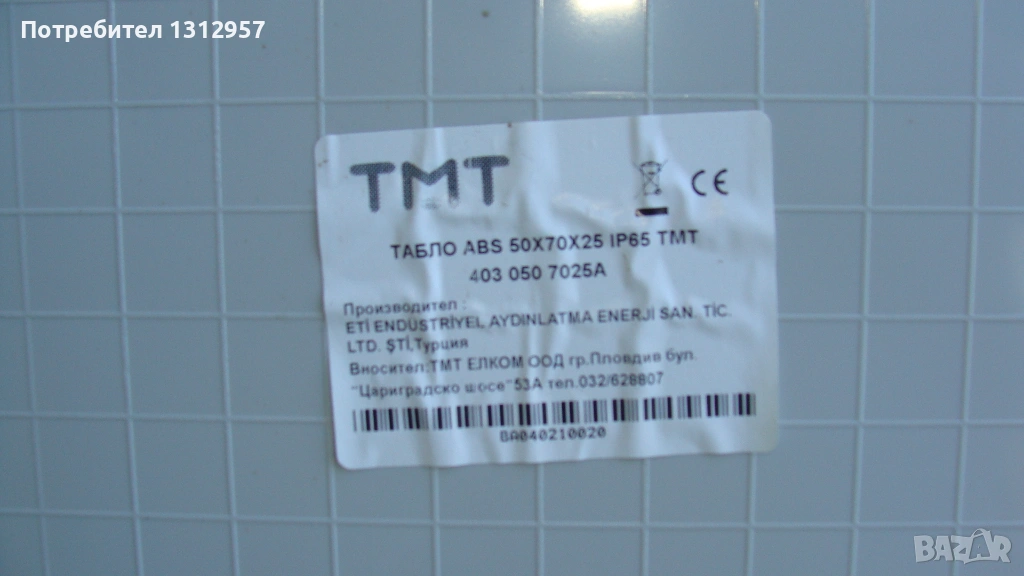 Потребител 1312957
TMT
CE
ТАБЛО ABS 50X70X25 IP65 TMT
403 050 7025A
Производител :
ETİ ENDÜSTRİYEL AYDINLATMA ENERJİ SAN. TİC.
LTD. ŞTİ,Турция
Вносител:ТМТ ЕЛКОМ ООД гр.Пловдив бул.
"Цариградско шосе"53А тел.032/628807
BA040210020
BAZAR